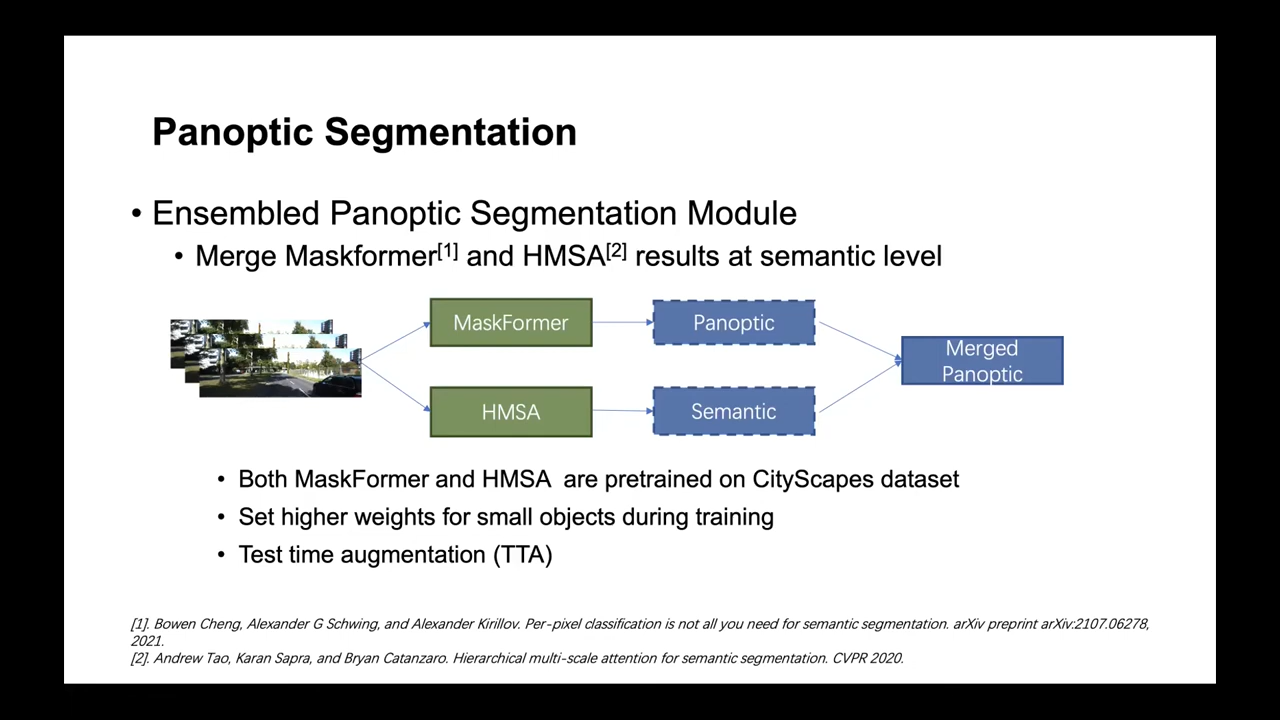 Panoptic Segmentation
• Ensembled Panoptic Segmentation Module
• Merge Maskformer[1] and HMSA[2] results at semantic level
MaskFormer
Panoptic
Merged
Panoptic
HMSA
Semantic
• Both MaskFormer and HMSA are pretrained on CityScapes dataset
• Set higher weights for small objects during training
• Test time augmentation (TTA)
[1]. Bowen Cheng, Alexander G Schwing, and Alexander Kirillov. Per-pixel classification is not all you need for semantic segmentation. arXiv preprint arXiv:2107.06278,
2021.
[2]. Andrew Tao, Karan Sapra, and Bryan Catanzaro. Hierarchical multi-scale attention for semantic segmentation. CVPR 2020.